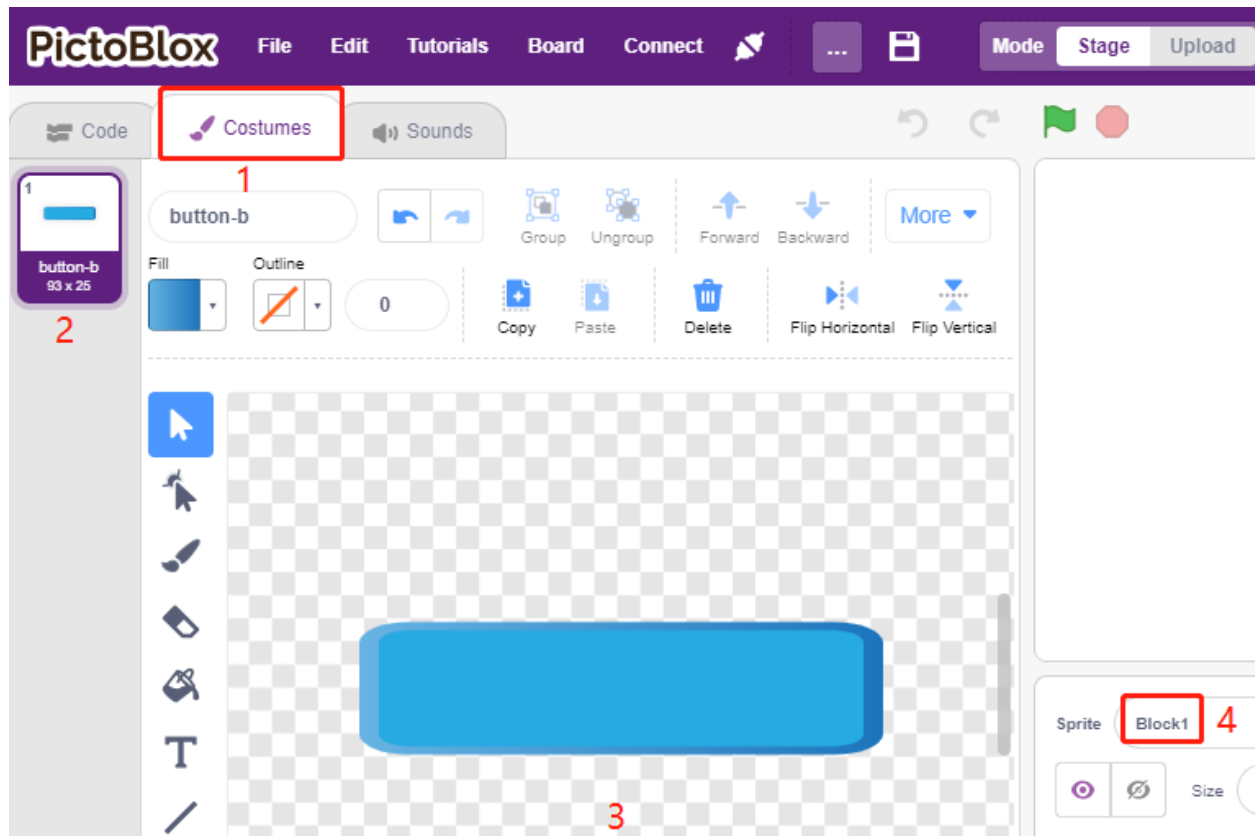 PictoBlox File Edit Tutorials Board Connect ... Mode Stage Upload
Code Costumes Sounds
1
1
button-b
93 x 25
2
button-b
Group Ungroup Forward Backward More
Fill Outline
0
Copy Paste Delete Flip Horizontal Flip Vertical
T
3
Sprite Block1 4
Size